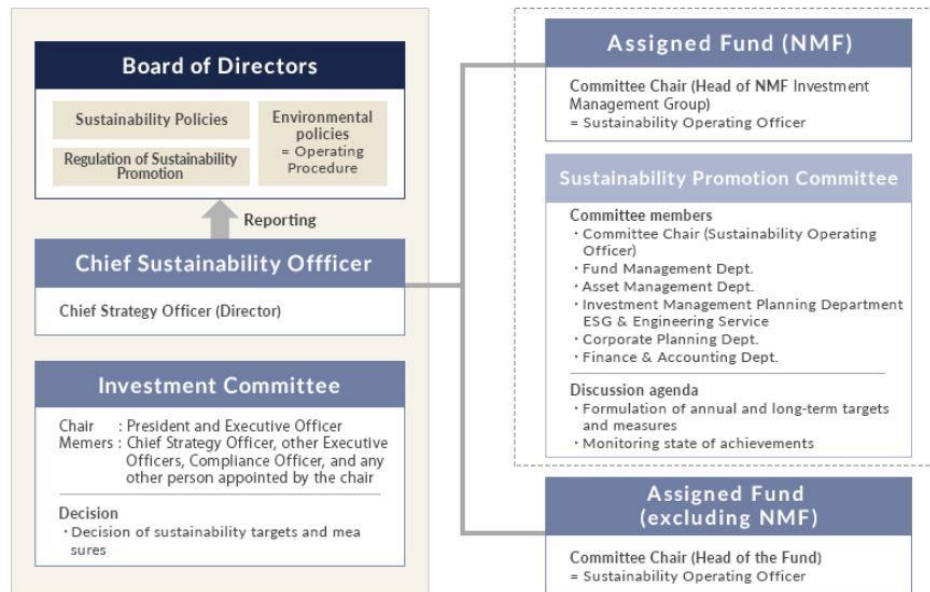 Board of Directors
Sustainability Policies
Regulation of Sustainability
Promotion
Environmental
policies
= Operating
Procedure
Reporting
Chief Sustainability Offfficer
Chief Strategy Officer (Director)
Investment Committee
Chair : President and Executive Officer
Memers : Chief Strategy Officer, other Executive
Officers, Compliance Officer, and any
other person appointed by the chair
Decision
・Decision of sustainability targets and mea
sures
Assigned Fund (NMF)
Committee Chair (Head of NMF Investment
Management Group)
= Sustainability Operating Officer
Sustainability Promotion Committee
Committee members
・Committee Chair (Sustainability Operating
Officer)
・Fund Management Dept.
・Asset Management Dept.
・Investment Management Planning Department
ESG & Engineering Service
・Corporate Planning Dept.
・Finance & Accounting Dept.
Discussion agenda
・Formulation of annual and long-term targets
and measures
・Monitoring state of achievements
Assigned Fund
(excluding NMF)
Committee Chair (Head of the Fund)
= Sustainability Operating Officer